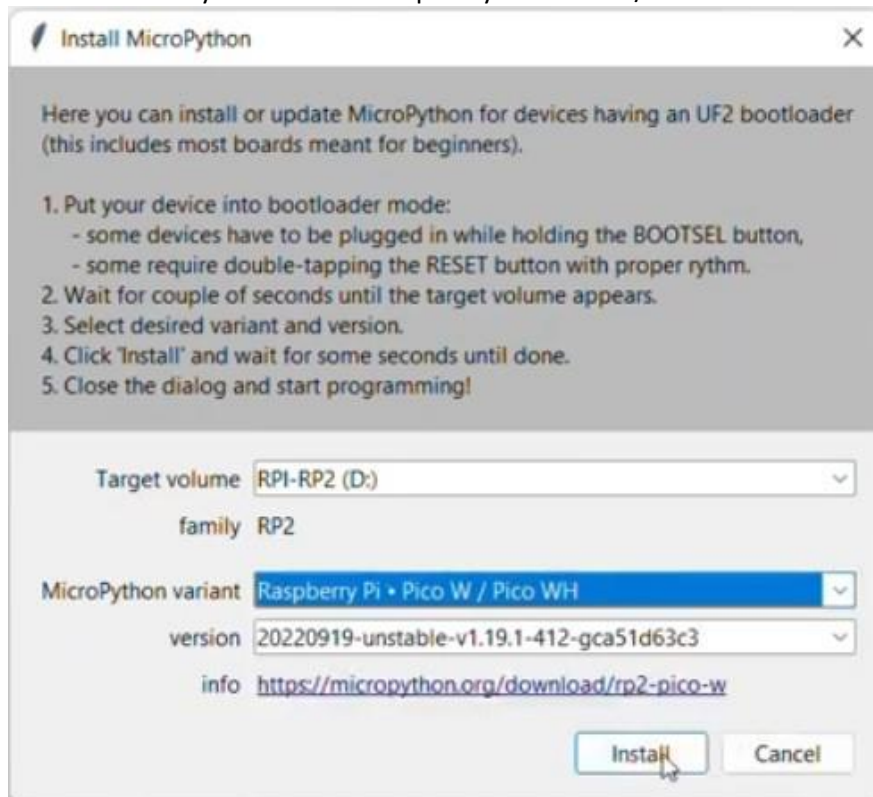 Install MicroPython
Here you can install or update MicroPython for devices having an UF2 bootloader
(this includes most boards meant for beginners).
1. Put your device into bootloader mode:
- some devices have to be plugged in while holding the BOOTSEL button,
- some require double-tapping the RESET button with proper rythm.
2. Wait for couple of seconds until the target volume appears.
3. Select desired variant and version.
4. Click 'Install' and wait for some seconds until done.
5. Close the dialog and start programming!
Target volume RPI-RP2 (D:)
family RP2
MicroPython variant Raspberry Pi • Pico W / Pico WH
version 20220919-unstable-v1.19.1-412-gca51d63c3
info https://micropython.org/download/rp2-pico-w
Install Cancel